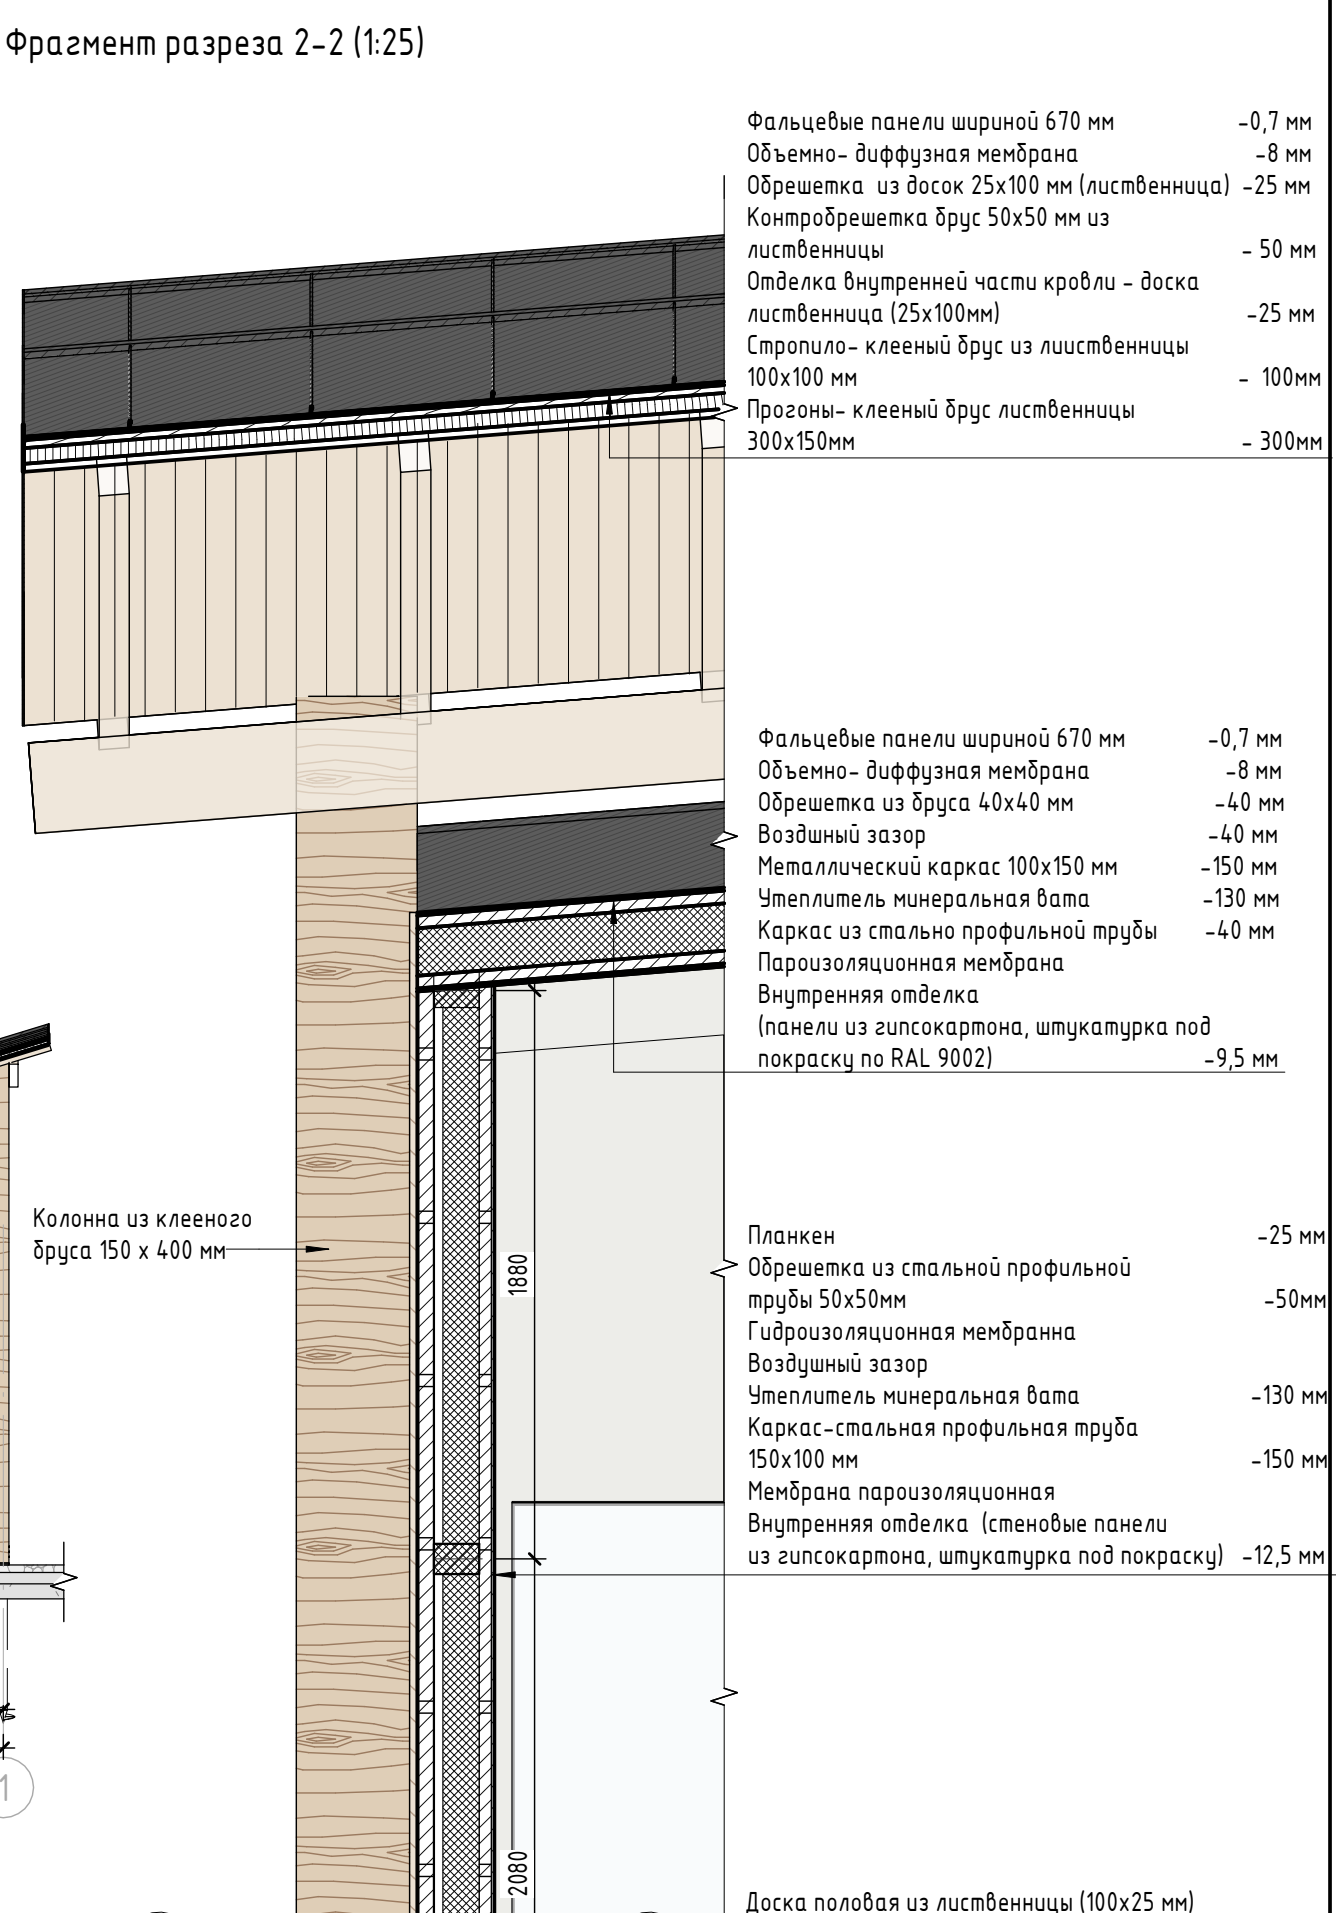 Фрагмент разреза 2-2 (1:25)
Фальцевые панели шириной 670 мм -0,7 мм
Объемно- диффузная мембрана -8 мм
Обрешетка из досок 25х100 мм (лиственница) -25 мм
Контробрешетка брус 50х50 мм из
лиственницы - 50 мм
Отделка внутренней части кровли - доска
лиственница (25х100мм) -25 мм
Стропило- клееный брус из лииственницы
100х100 мм - 100мм
Прогоны- клееный брус лиственницы
300х150мм - 300мм
Фальцевые панели шириной 670 мм -0,7 мм
Объемно- диффузная мембрана -8 мм
Обрешетка из бруса 40х40 мм -40 мм
Воздшный зазор -40 мм
Металлический каркас 100х150 мм -150 мм
Утеплитель минеральная вата -130 мм
Каркас из стально профильной трубы -40 мм
Пароизоляционная мембрана
Внутренняя отделка
(панели из гипсокартона, штукатурка под
покраску по RAL 9002) -9,5 мм
Колонна из клееного
бруса 150 х 400 мм
1880
Планкен -25 мм
Обрешетка из стальной профильной
трубы 50х50мм -50мм
Гидроизоляционная мембранна
Воздушный зазор
Утеплитель минеральная вата -130 мм
Каркас-стальная профильная труба
150х100 мм -150 мм
Мембрана пароизоляционная
Внутренняя отделка (стеновые панели
из гипсокартона, штукатурка под покраску) -12,5 мм
1
2080
Доска половая из лиственницы (100х25 мм)